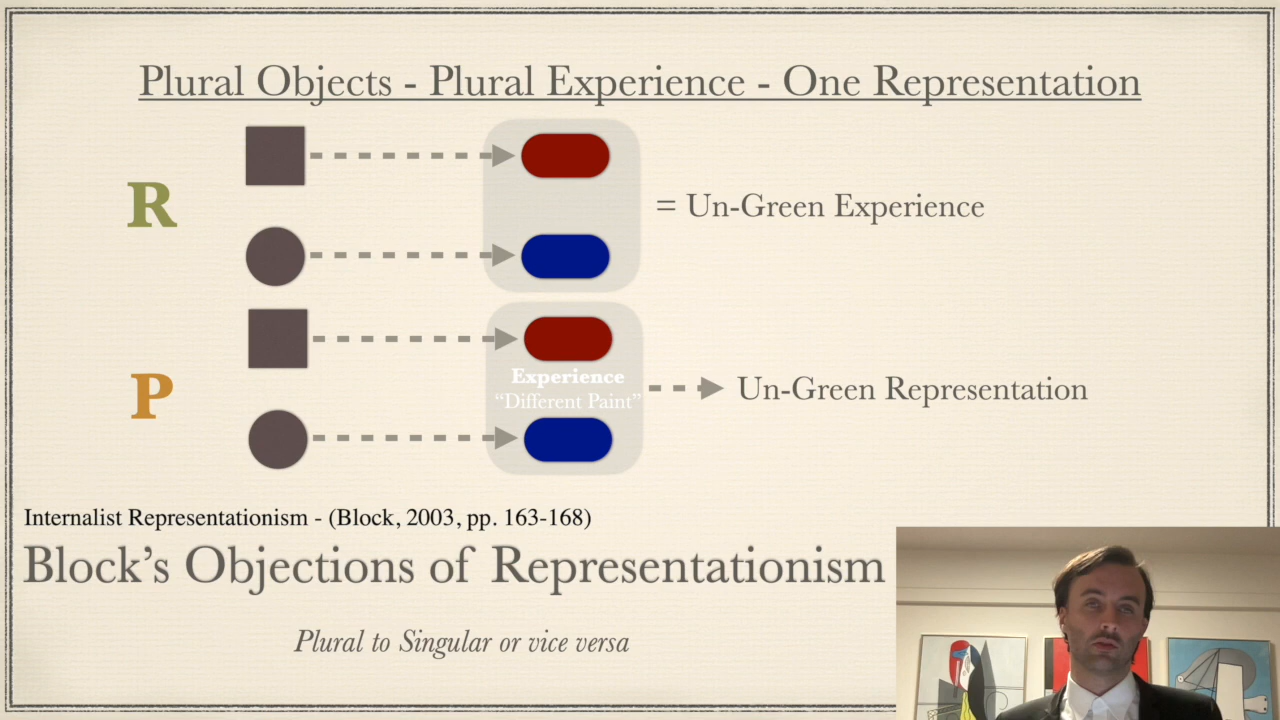 Plural Objects - Plural Experience - One Representation
R
= Un-Green Experience
P
Experience
“Different Paint”
Un-Green Representation
Internalist Representationism - (Block, 2003, pp. 163-168)
Block’s Objections of Representationism
Plural to Singular or vice versa